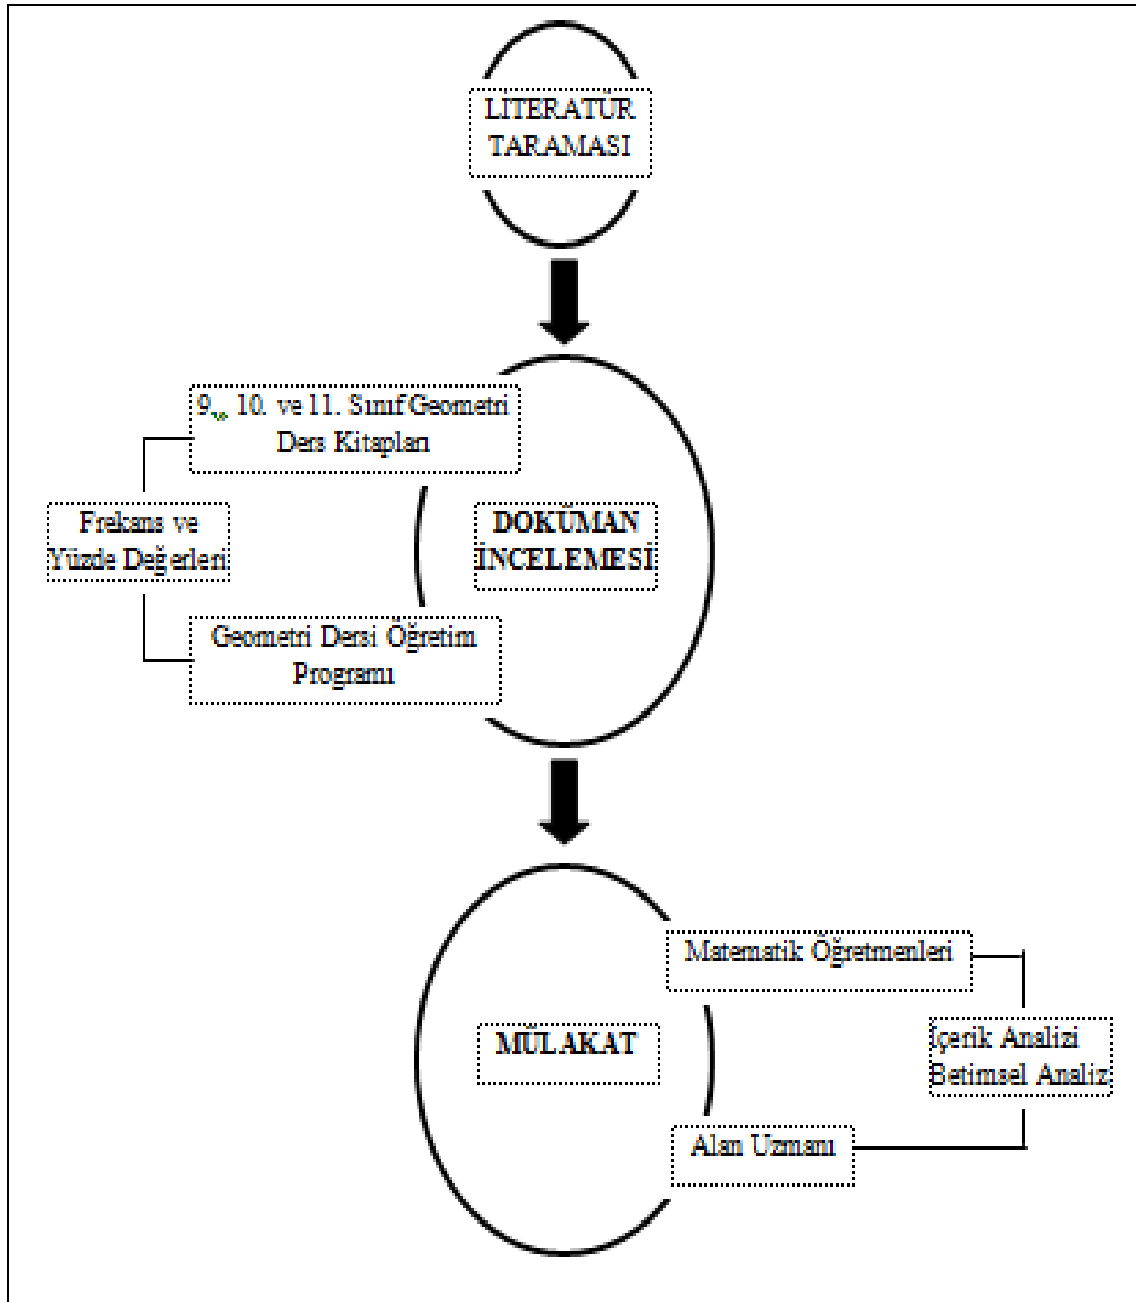 LİTERATÜR
TARAMASI
9., 10. ve 11. Sınıf Geometri
Ders Kitapları
Frekans ve
Yüzde Değerleri
DOKÜMAN
İNCELEMESİ
Geometri Dersi Öğretim
Programı
Matematik Öğretmenleri
MÜLAKAT
İçerik Analizi
Betimsel Analiz
Alan Uzmanı